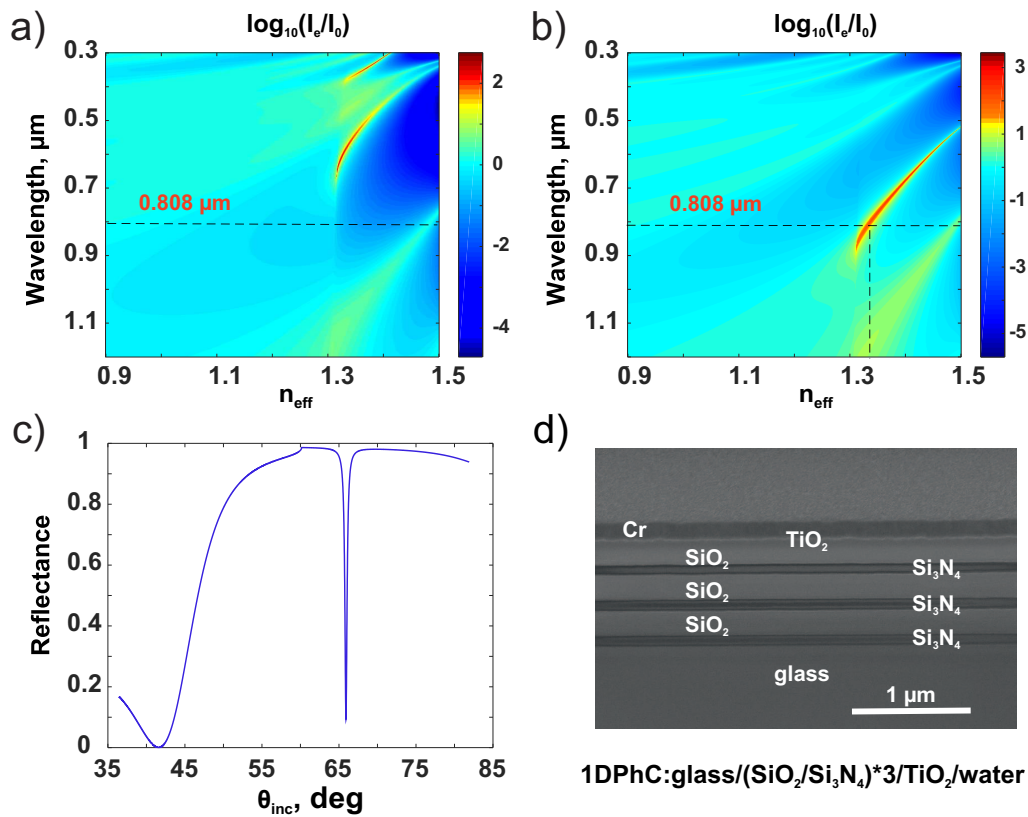 a)
log₁₀(Iₑ/I₀)
0.3
0.5
0.7
0.9
1.1
Wavelength, µm
0.808 µm
0.9
1.1
1.3
1.5
n_eff
2
0
-2
-4
b)
log₁₀(Iₑ/I₀)
0.3
0.5
0.7
0.9
1.1
Wavelength, µm
0.808 µm
0.9
1.1
1.3
1.5
n_eff
3
1
-1
-3
-5
c)
1
0.8
0.6
0.4
0.2
0
Reflectance
35
45
55
65
75
85
θ_inc, deg
d)
Cr
TiO₂
SiO₂
Si₃N₄
SiO₂
Si₃N₄
SiO₂
Si₃N₄
glass
1 µm
1DPhC:glass/(SiO₂/Si₃N₄)*3/TiO₂/water